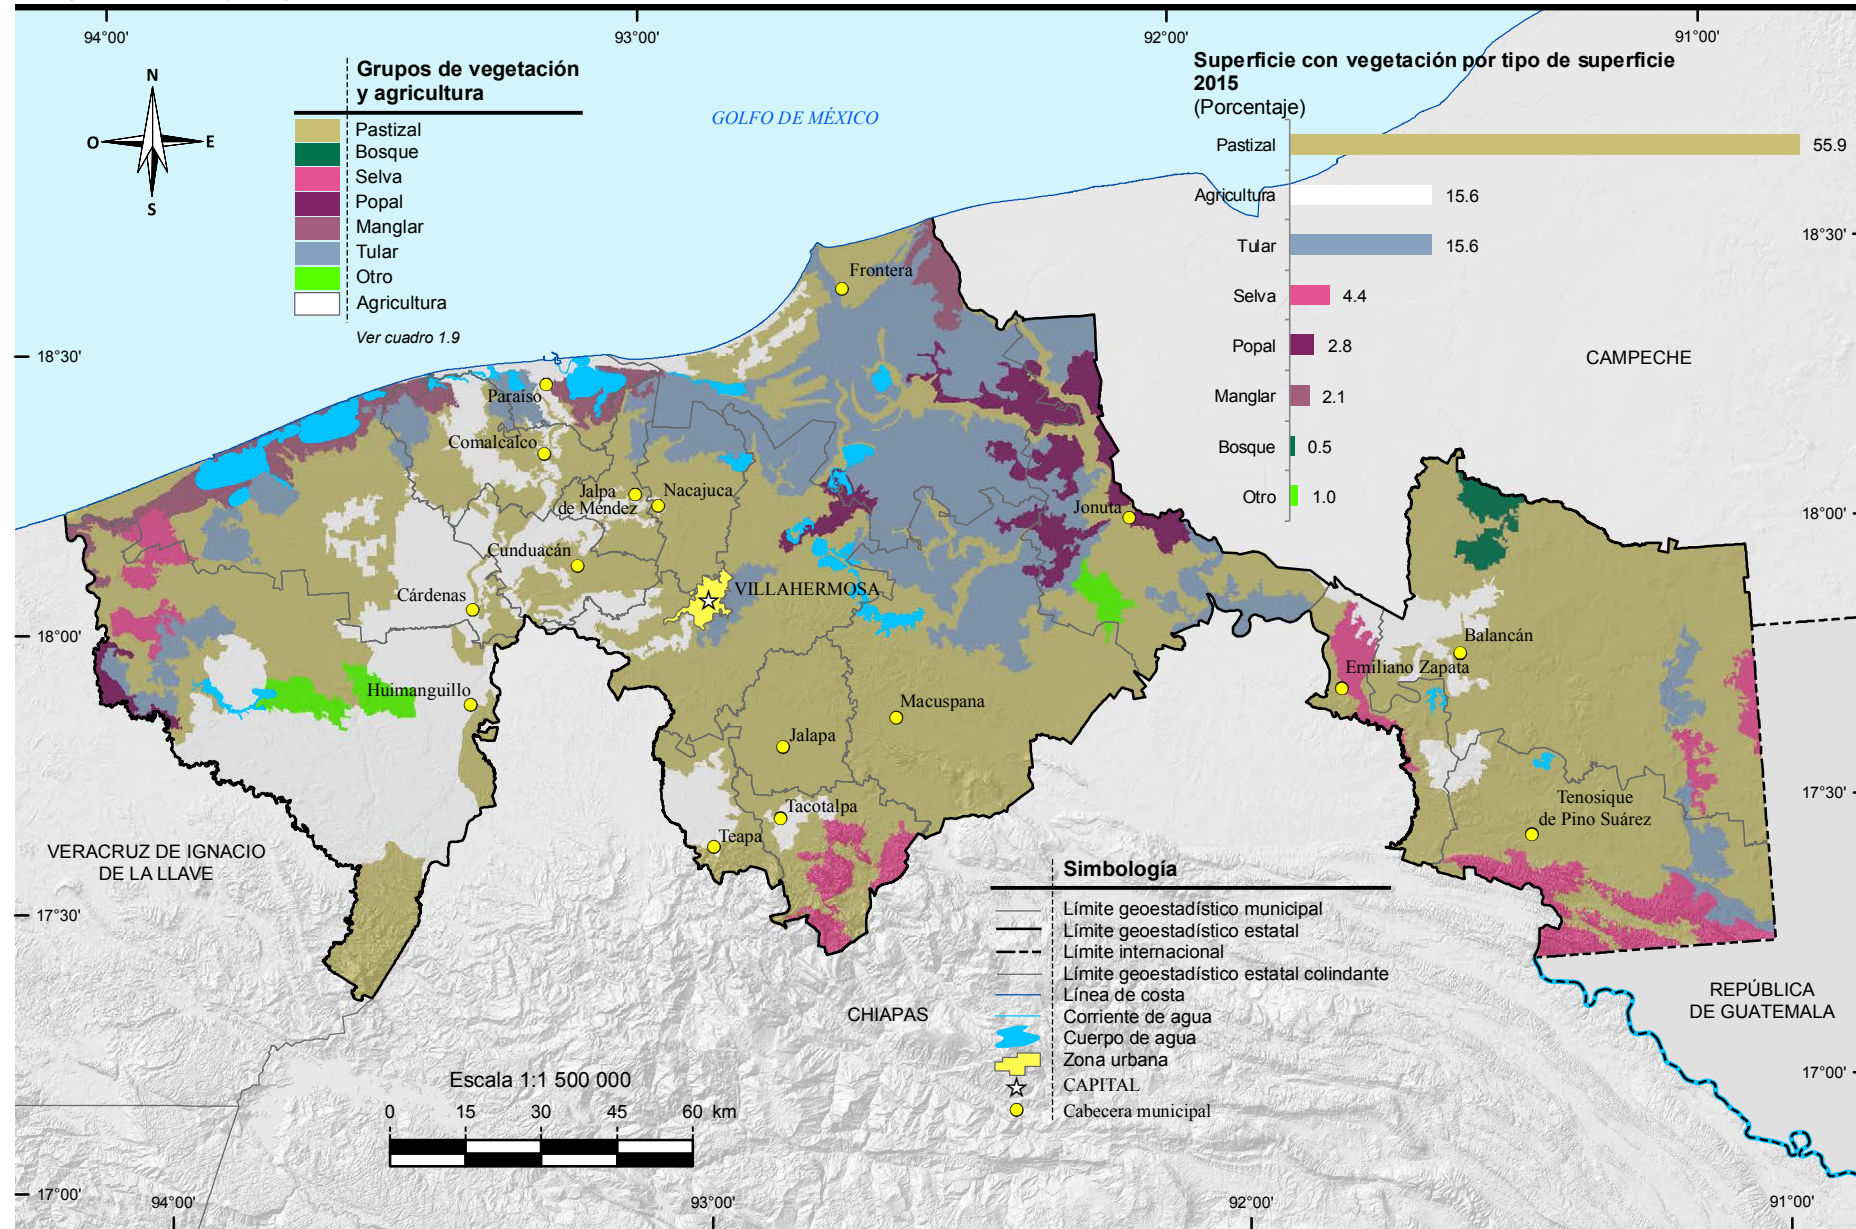 94°00'
93°00'
92°00'
91°00'
N
O
E
S
Grupos de vegetación
y agricultura
Pastizal
Bosque
Selva
Popal
Manglar
Tular
Otro
Agricultura
Ver cuadro 1.9
GOLFO DE MÉXICO
Superficie con vegetación por tipo de superficie
2015
(Porcentaje)
Pastizal 55.9
Agricultura 15.6
Tular 15.6
Selva 4.4
Popal 2.8
Manglar 2.1
Bosque 0.5
Otro 1.0
18°30'
18°30'
18°00'
18°00'
17°30'
17°30'
17°00'
17°00'
CAMPECHE
Frontera
Paraíso
Comalcalco
Jalpa
de Méndez
Nacajuca
Jonuta
Cunduacán
VILLAHERMOSA
Cárdenas
Balancán
Emiliano Zapata
Huimanguillo
Macuspana
Jalapa
Tacotalpa
Teapa
Tenosique
de Pino Suárez
VERACRUZ DE IGNACIO
DE LA LLAVE
CHIAPAS
REPÚBLICA
DE GUATEMALA
Simbología
Límite geoestadístico municipal
Límite geoestadístico estatal
Límite internacional
Límite geoestadístico estatal colindante
Línea de costa
Corriente de agua
Cuerpo de agua
Zona urbana
CAPITAL
Cabecera municipal
Escala 1:1 500 000
0 15 30 45 60 km
94°00'
93°00'
92°00'
91°00'